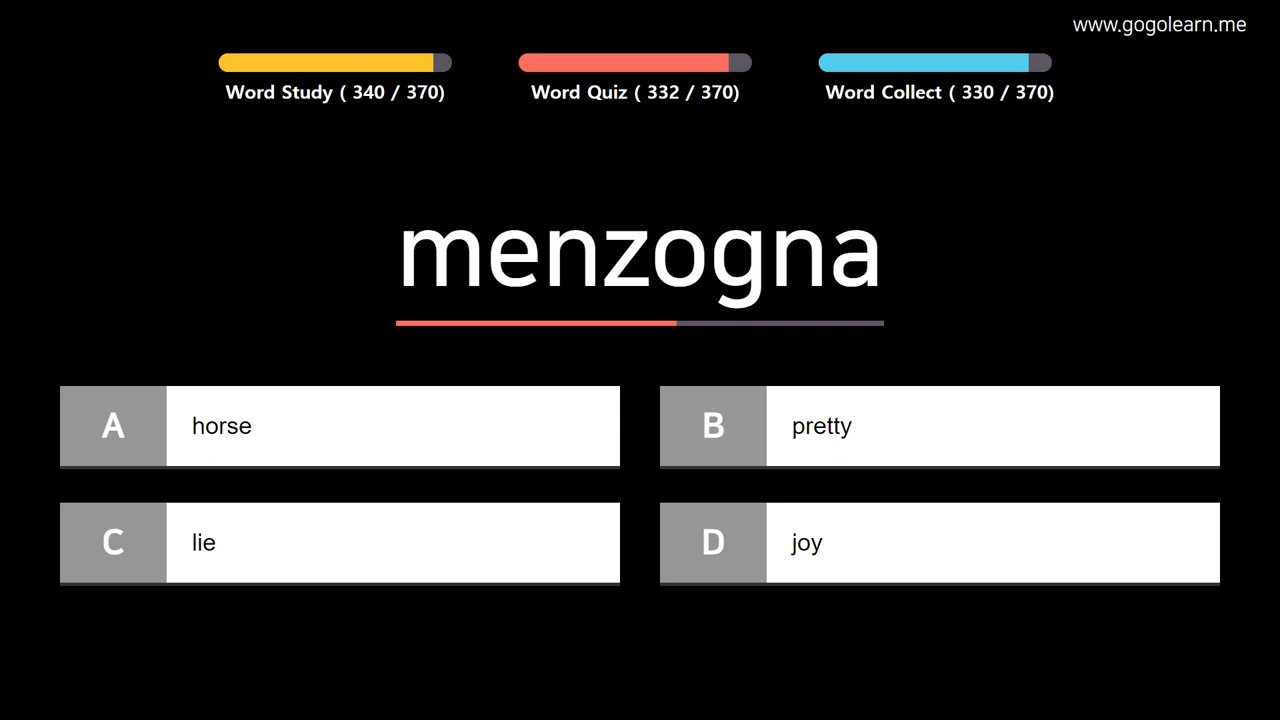 www.gogolearn.me
Word Study ( 340 / 370)
Word Quiz ( 332 / 370)
Word Collect ( 330 / 370)
menzogna
A horse
B pretty
C lie
D joy